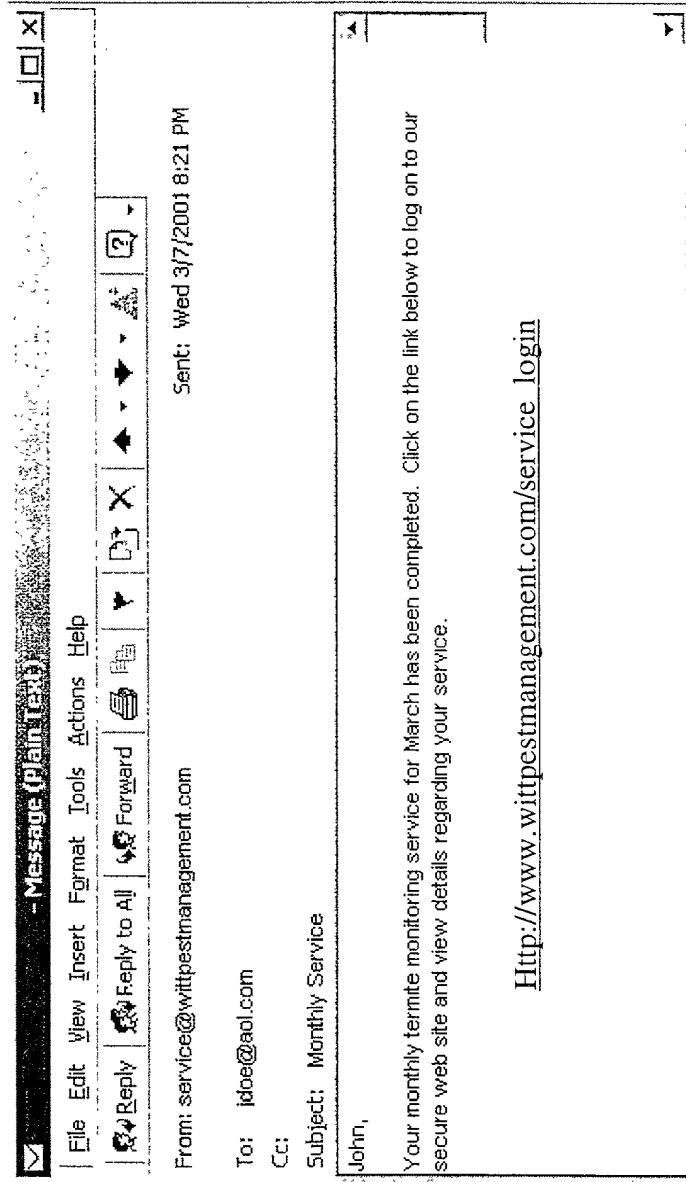 - Message (Plain Text)
File Edit View Insert Format Tools Actions Help
Reply Reply to All Forward
From: service@wittpestmanagement.com Sent: Wed 3/7/2001 8:21 PM
To: jdoe@aol.com
Cc:
Subject: Monthly Service
John,
Your monthly termite monitoring service for March has been completed. Click on the link below to log on to our
secure web site and view details regarding your service.
Http://www.wittpestmanagement.com/service_login